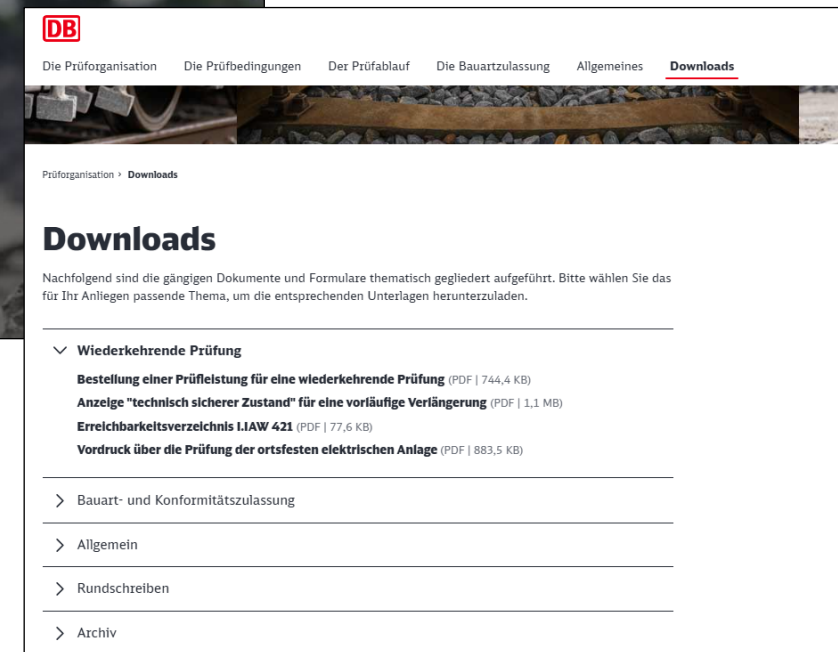 DB
Die Prüforganisation Die Prüfbedingungen Der Prüfablauf Die Bauartzulassung Allgemeines Downloads
Prüforganisation › Downloads
Downloads
Nachfolgend sind die gängigen Dokumente und Formulare thematisch gegliedert aufgeführt. Bitte wählen Sie das
für Ihr Anliegen passende Thema, um die entsprechenden Unterlagen herunterzuladen.
Wiederkehrende Prüfung
Bestellung einer Prüfleistung für eine wiederkehrende Prüfung (PDF | 744,4 KB)
Anzeige "technisch sicherer Zustand" für eine vorläufige Verlängerung (PDF | 1,1 MB)
Erreichbarkeitsverzeichnis I.IAW 421 (PDF | 77,6 KB)
Vordruck über die Prüfung der ortsfesten elektrischen Anlage (PDF | 883,5 KB)
Bauart- und Konformitätszulassung
Allgemein
Rundschreiben
Archiv